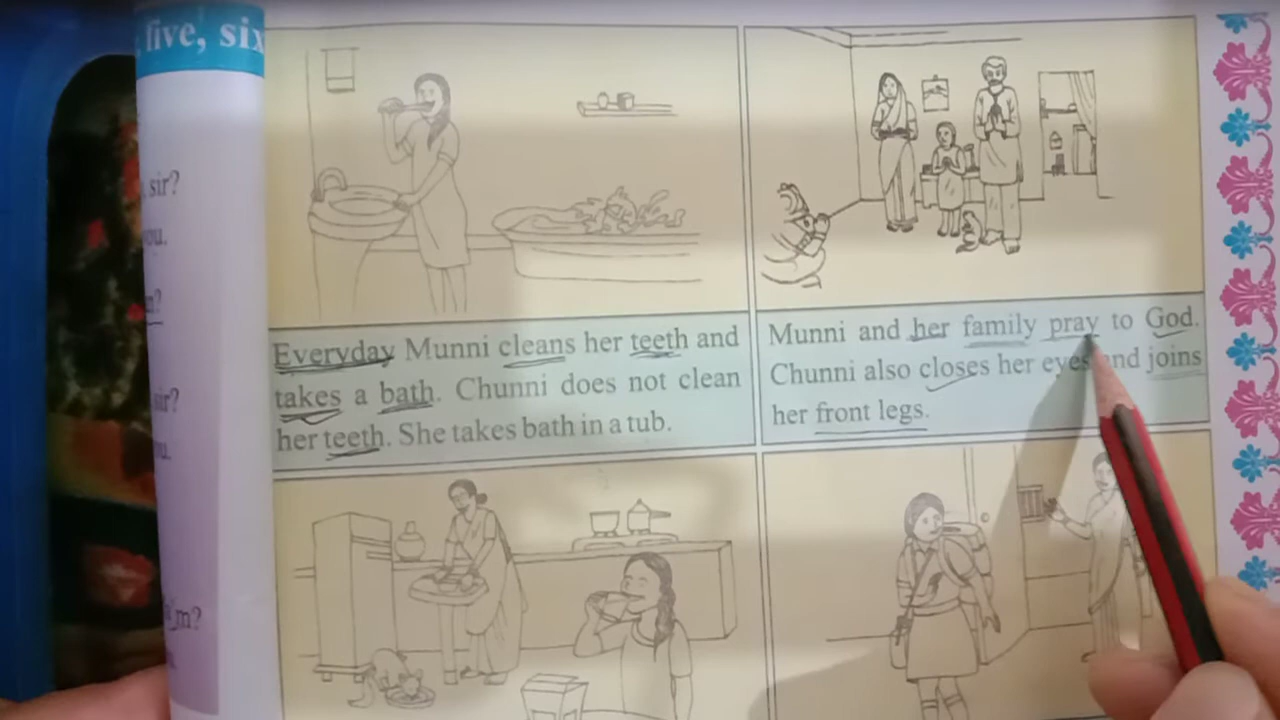 five, six
sir?
you.
sir?
m?
Everyday Munni cleans her teeth and
takes a bath. Chunni does not clean
her teeth. She takes bath in a tub.
Munni and her family pray to God.
Chunni also closes her eyes and joins
her front legs.